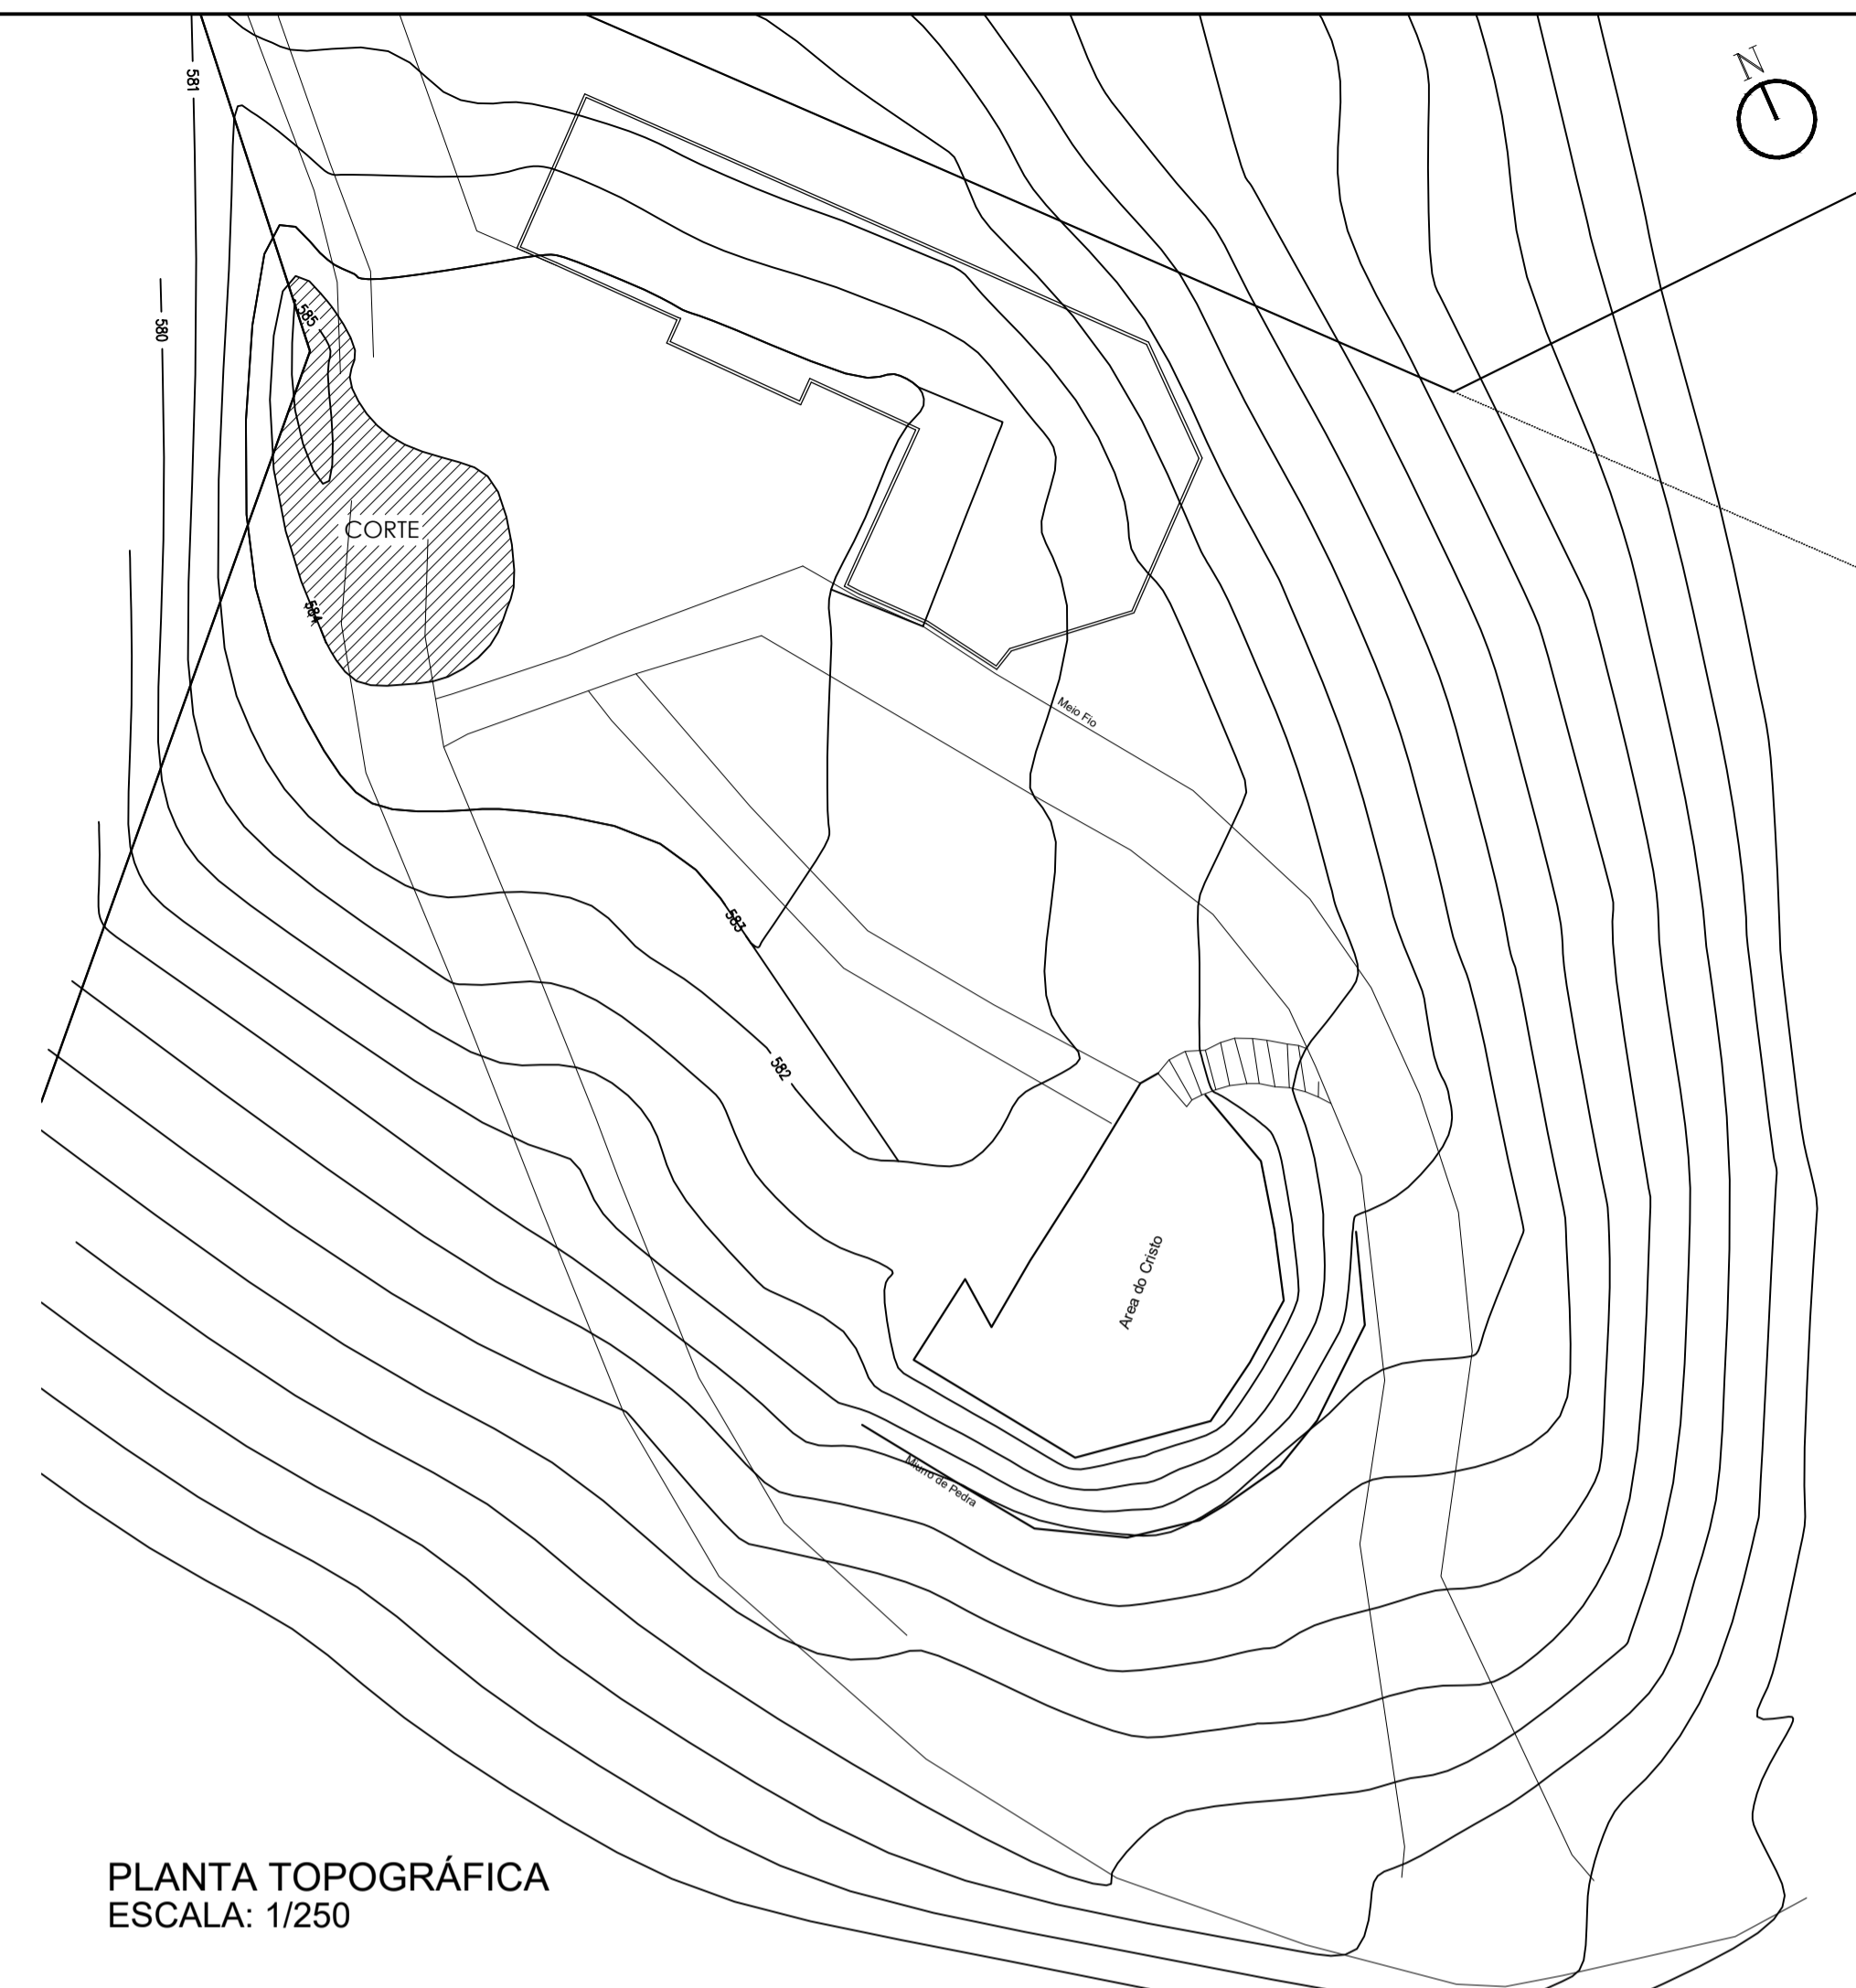 N
581
580
585
CORTE
584
Meio Fio
583
582
Area do Cristo
Miurro de Pedra
PLANTA TOPOGRÁFICA
ESCALA: 1/250